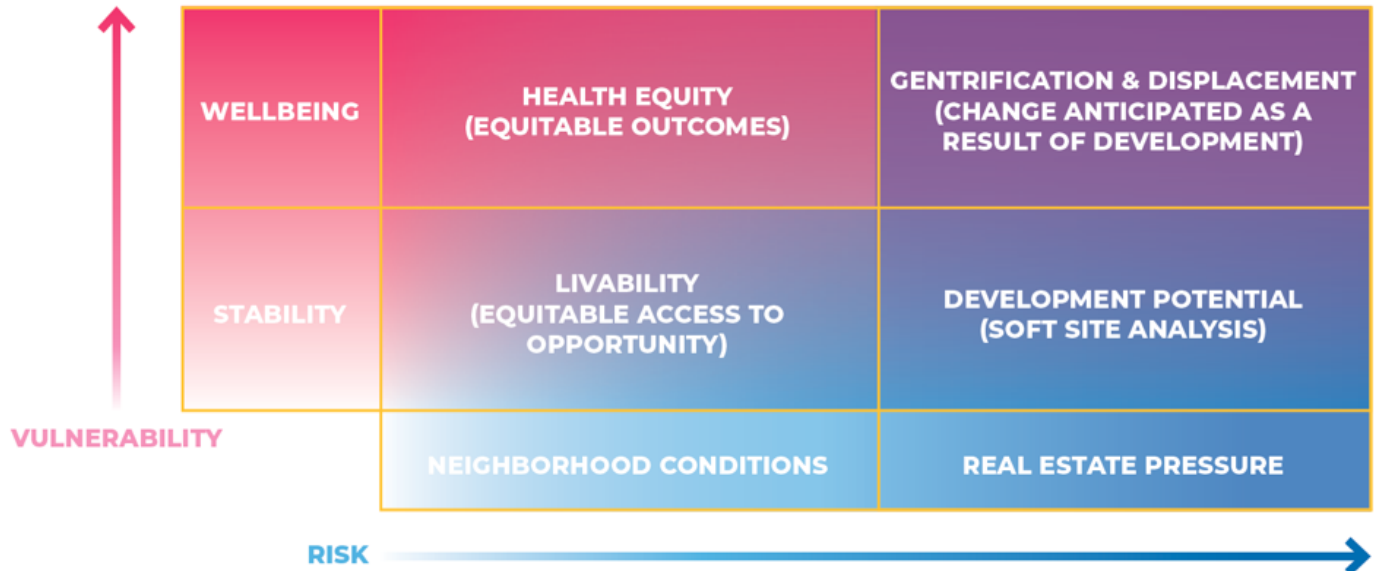 WELLBEING
HEALTH EQUITY
(EQUITABLE OUTCOMES)
GENTRIFICATION & DISPLACEMENT
(CHANGE ANTICIPATED AS A
RESULT OF DEVELOPMENT)
STABILITY
LIVABILITY
(EQUITABLE ACCESS TO
OPPORTUNITY)
DEVELOPMENT POTENTIAL
(SOFT SITE ANALYSIS)
VULNERABILITY
NEIGHBORHOOD CONDITIONS
REAL ESTATE PRESSURE
RISK